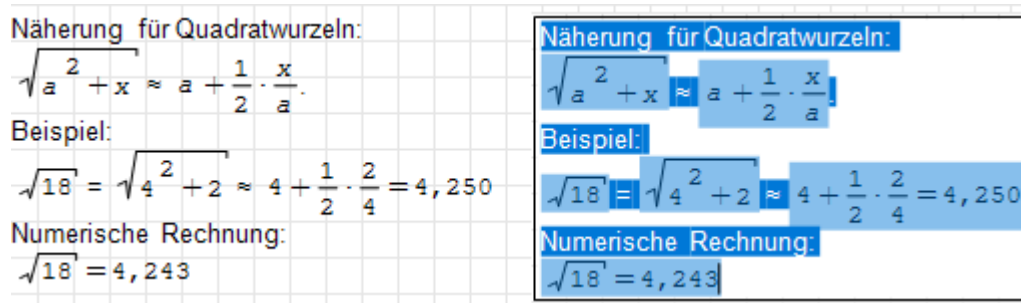 Näherung für Quadratwurzeln:
√(a² + x) ≈ a + 1/2 · x/a.
Beispiel:
√18 = √(4² + 2) ≈ 4 + 1/2 · 2/4 = 4,250
Numerische Rechnung:
√18 = 4,243
Näherung für Quadratwurzeln:
√(a² + x) ≈ a + 1/2 · x/a.
Beispiel:
√18 = √(4² + 2) ≈ 4 + 1/2 · 2/4 = 4,250
Numerische Rechnung:
√18 = 4,243